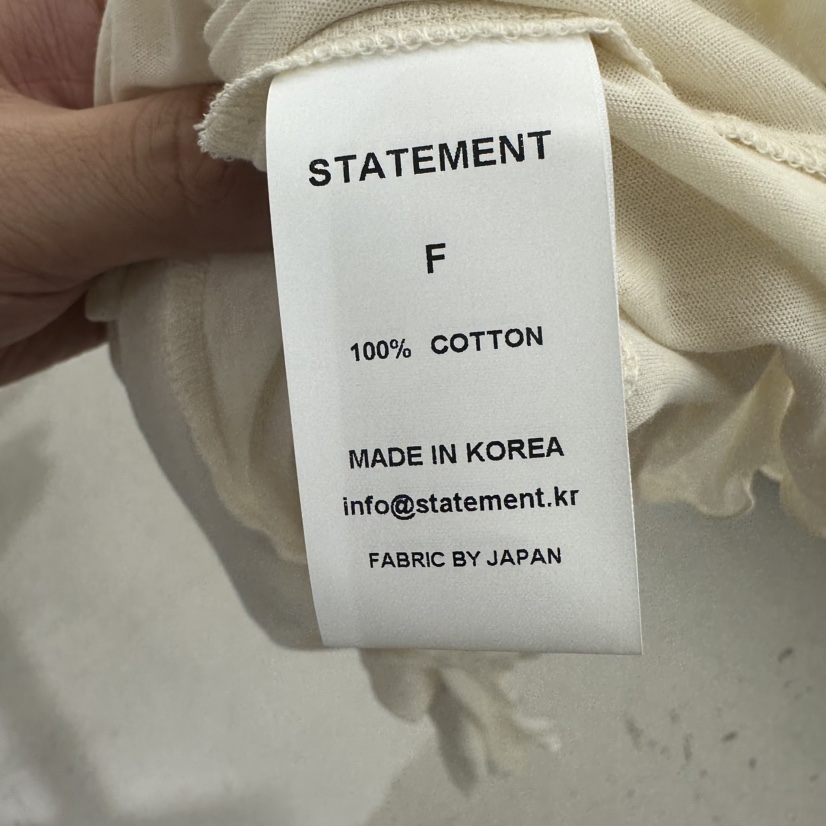 STATEMENT
F
100% COTTON
MADE IN KOREA
info@statement.kr
FABRIC BY JAPAN